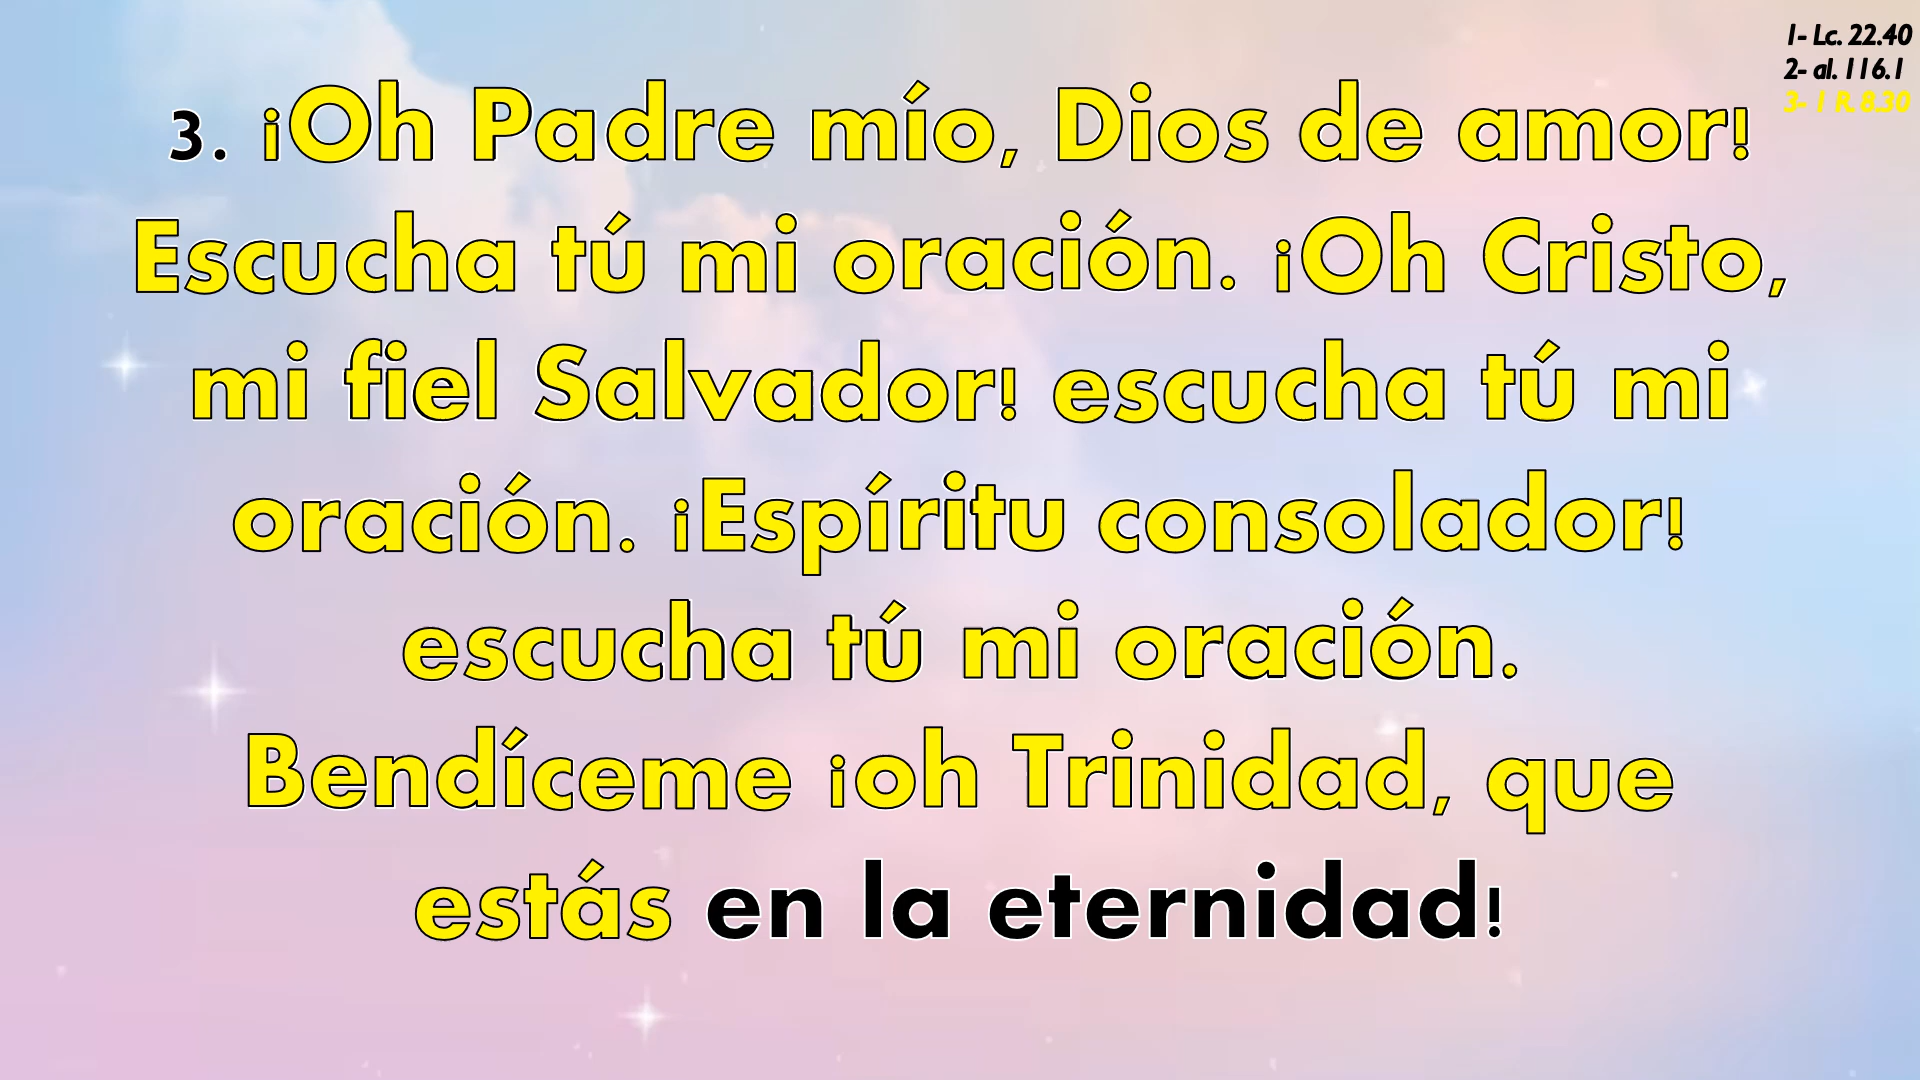 1- Lc. 22.40
2- al. 116.1
3- 1 R. 8.30
3. ¡Oh Padre mío, Dios de amor!
Escucha tú mi oración. ¡Oh Cristo,
mi fiel Salvador! escucha tú mi
oración. ¡Espíritu consolador!
escucha tú mi oración.
Bendíceme ¡oh Trinidad, que
estás en la eternidad!